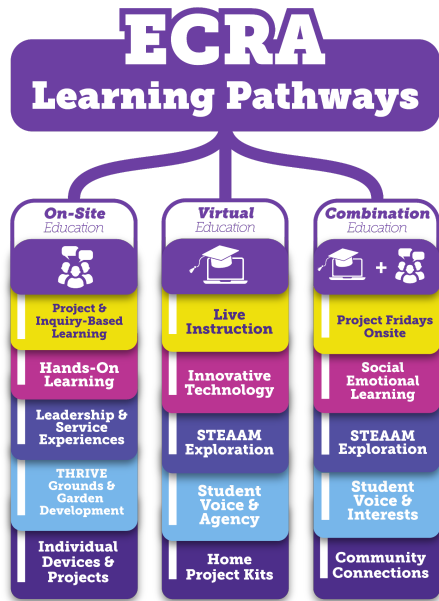 ECRA
Learning Pathways
On-Site
Education
Project &
Inquiry-Based
Learning
Hands-On
Learning
Leadership &
Service
Experiences
THRIVE
Grounds &
Garden
Development
Individual
Devices &
Projects
Virtual
Education
Live
Instruction
Innovative
Technology
STEAAM
Exploration
Student
Voice &
Agency
Home
Project Kits
Combination
Education
+
Project Fridays
Onsite
Social
Emotional
Learning
STEAAM
Exploration
Student
Voice &
Interests
Community
Connections